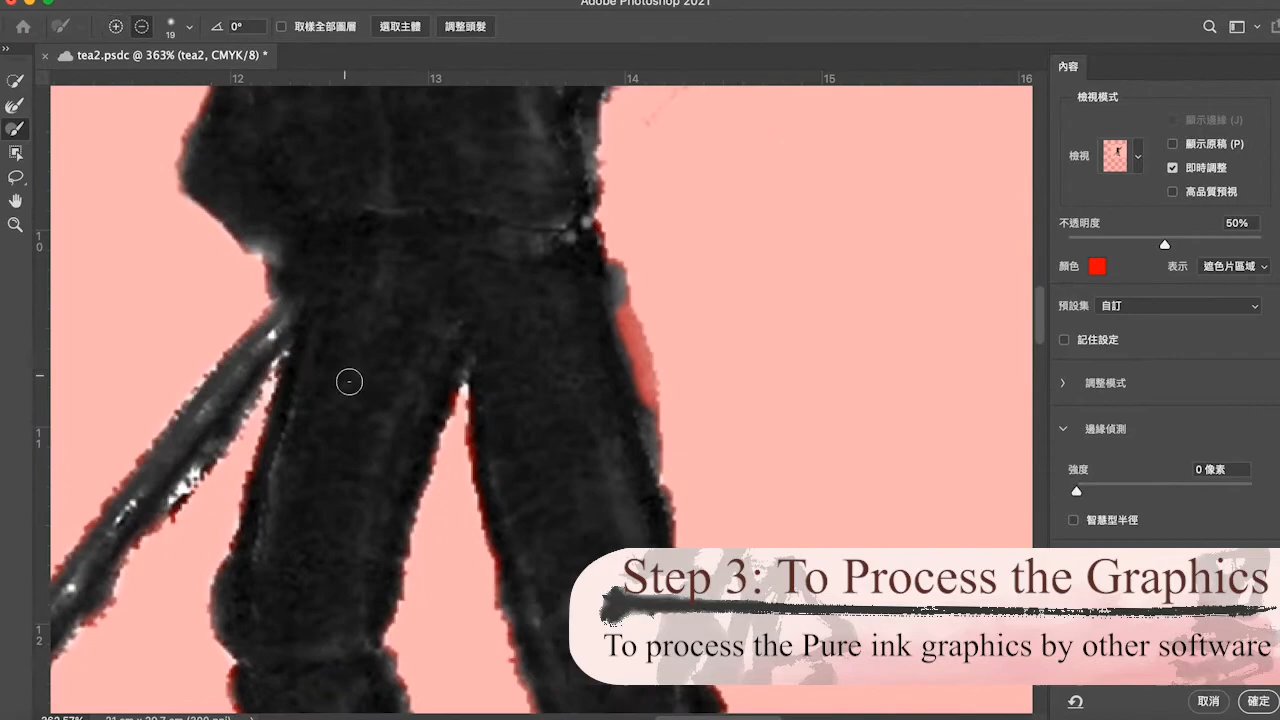 Adobe Photoshop 2021
19
0°
取樣全部圖層
選取主體
調整頭髮
tea2.psdc @ 363% (tea2, CMYK/8) *
12
13
14
15
16
10
11
12
內容
檢視模式
顯示邊緣 (J)
檢視
顯示原稿 (P)
即時調整
高品質預視
不透明度
50%
顏色
表示
遮色片區域
預設集
自訂
記住設定
調整模式
邊緣偵測
強度
0 像素
智慧型半徑
Step 3: To Process the Graphics
To process the Pure ink graphics by other software
取消
確定